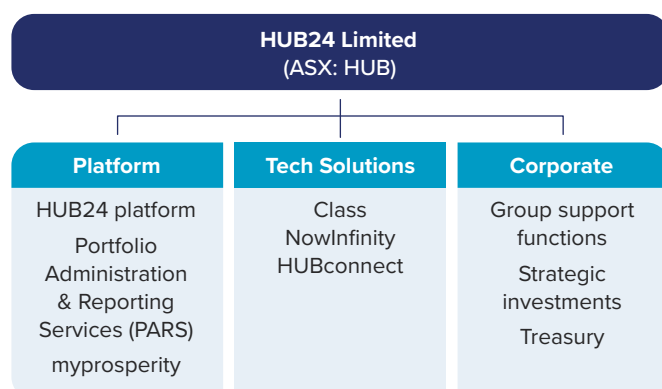 HUB24 Limited
(ASX: HUB)
Platform
HUB24 platform
Portfolio
Administration
& Reporting
Services (PARS)
myprosperity
Tech Solutions
Class
NowInfinity
HUBconnect
Corporate
Group support
functions
Strategic
investments
Treasury